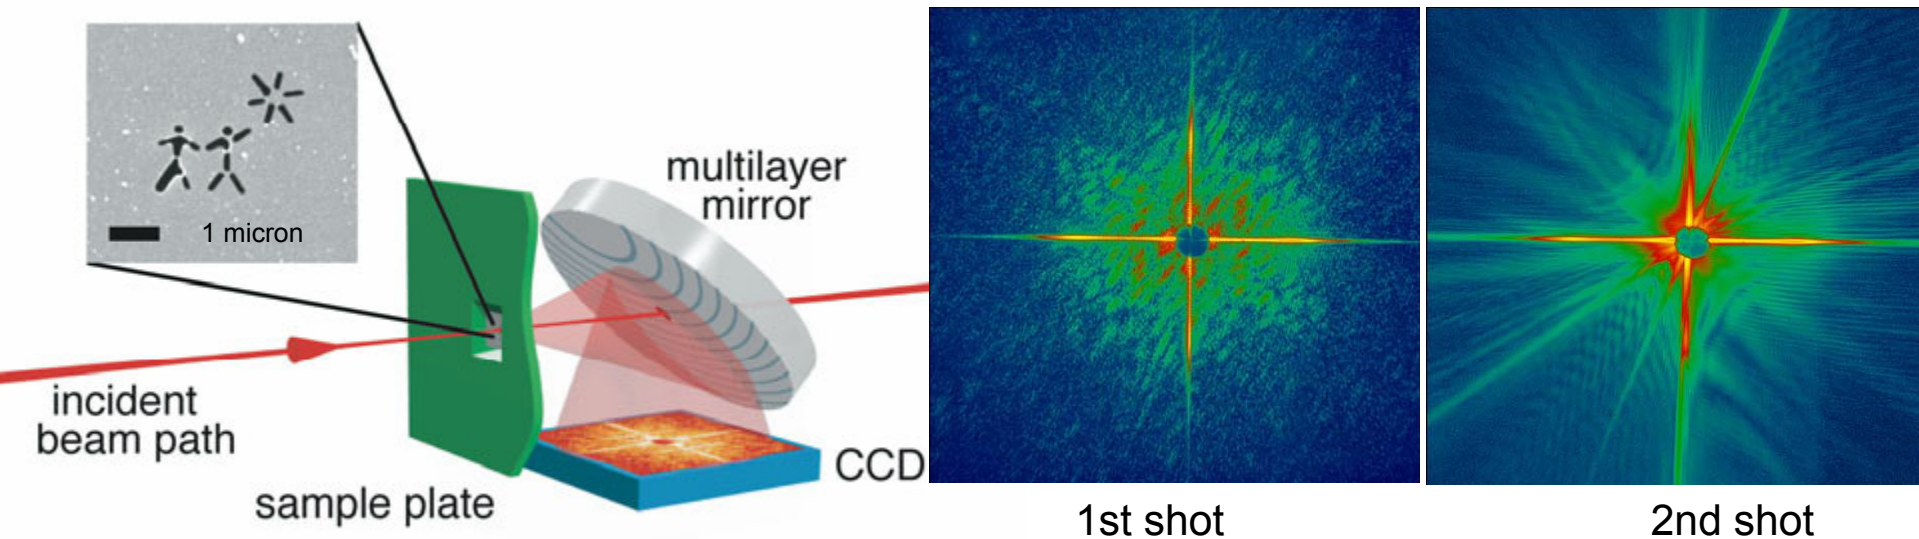 1 micron
multilayer
mirror
incident
beam path
sample plate
CCD
1st shot
2nd shot